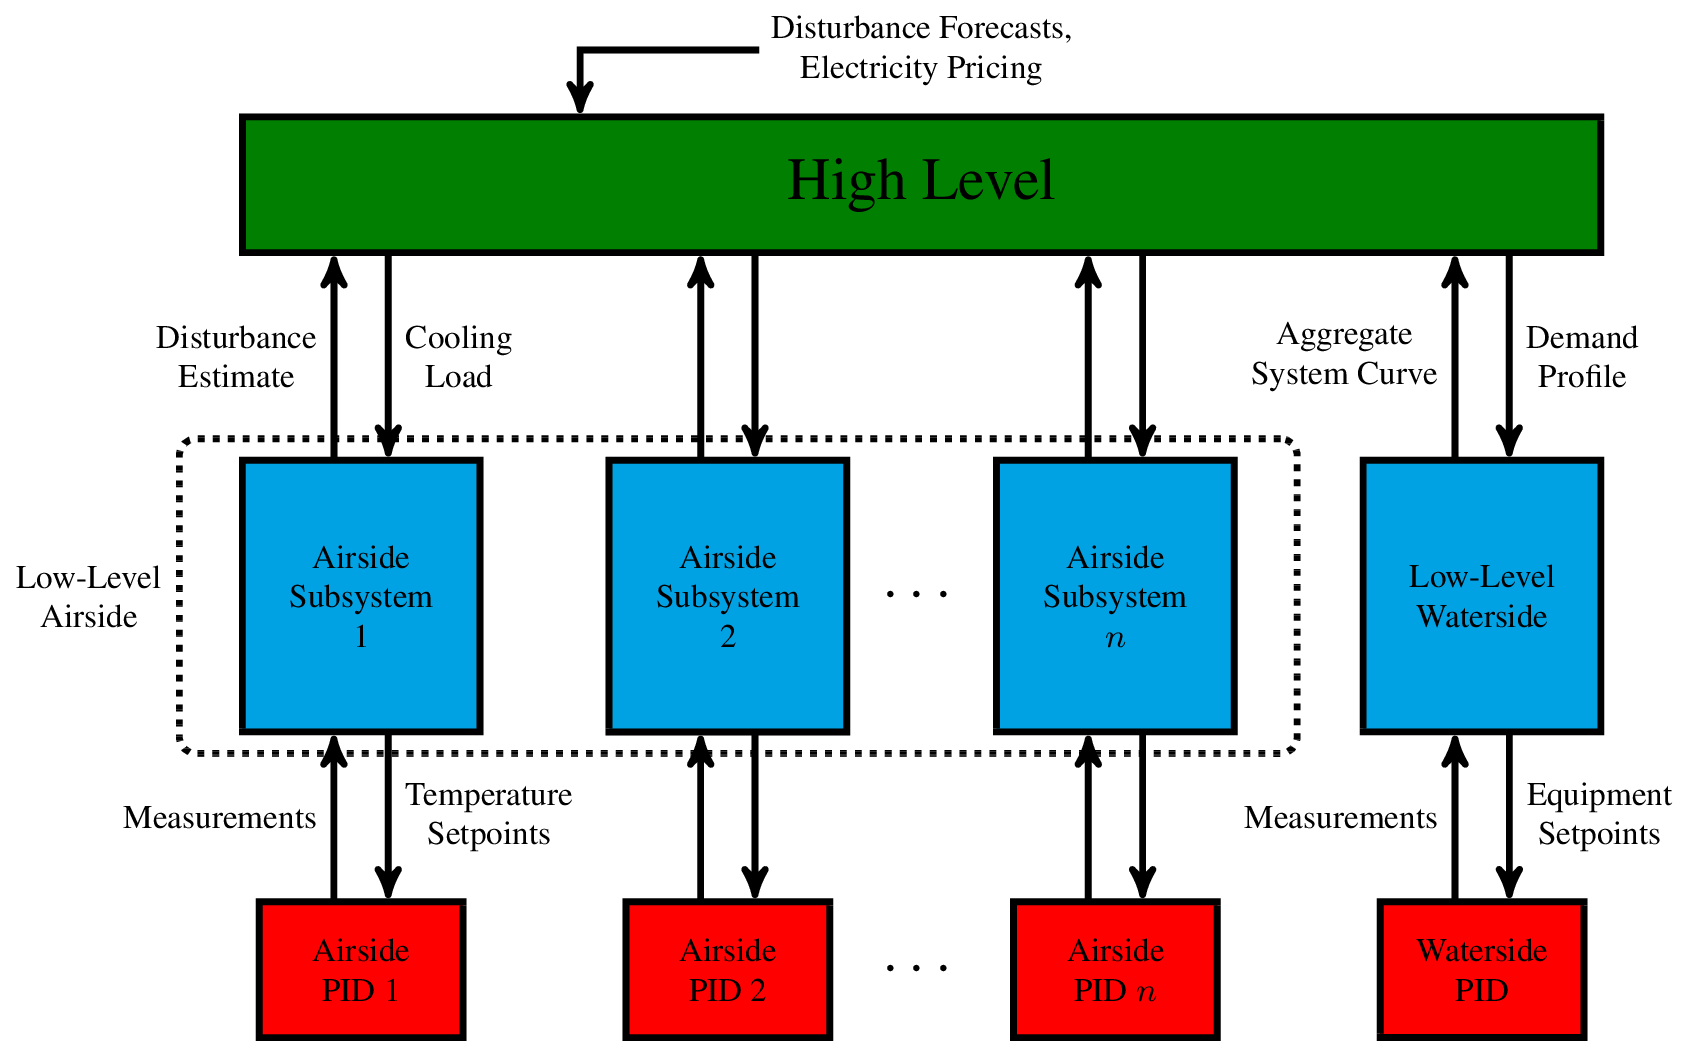 Disturbance Forecasts,
Electricity Pricing
High Level
Disturbance
Estimate
Cooling
Load
Aggregate
System Curve
Demand
Profile
Low-Level
Airside
Airside
Subsystem
1
Airside
Subsystem
2
. . .
Airside
Subsystem
n
Low-Level
Waterside
Measurements
Temperature
Setpoints
Measurements
Equipment
Setpoints
Airside
PID 1
Airside
PID 2
. . .
Airside
PID n
Waterside
PID